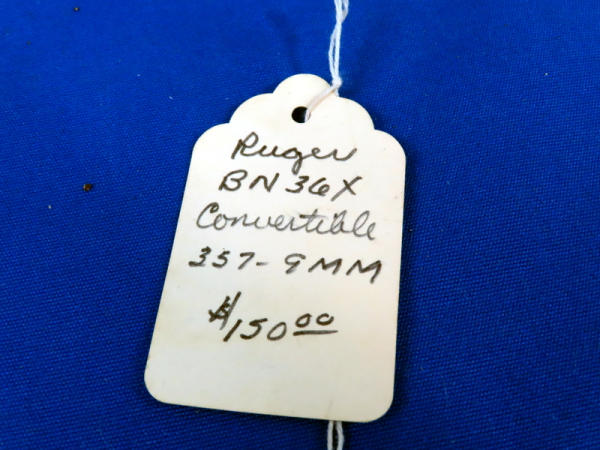 Ruger
BN36X
Convertible
357-9MM
$150.00